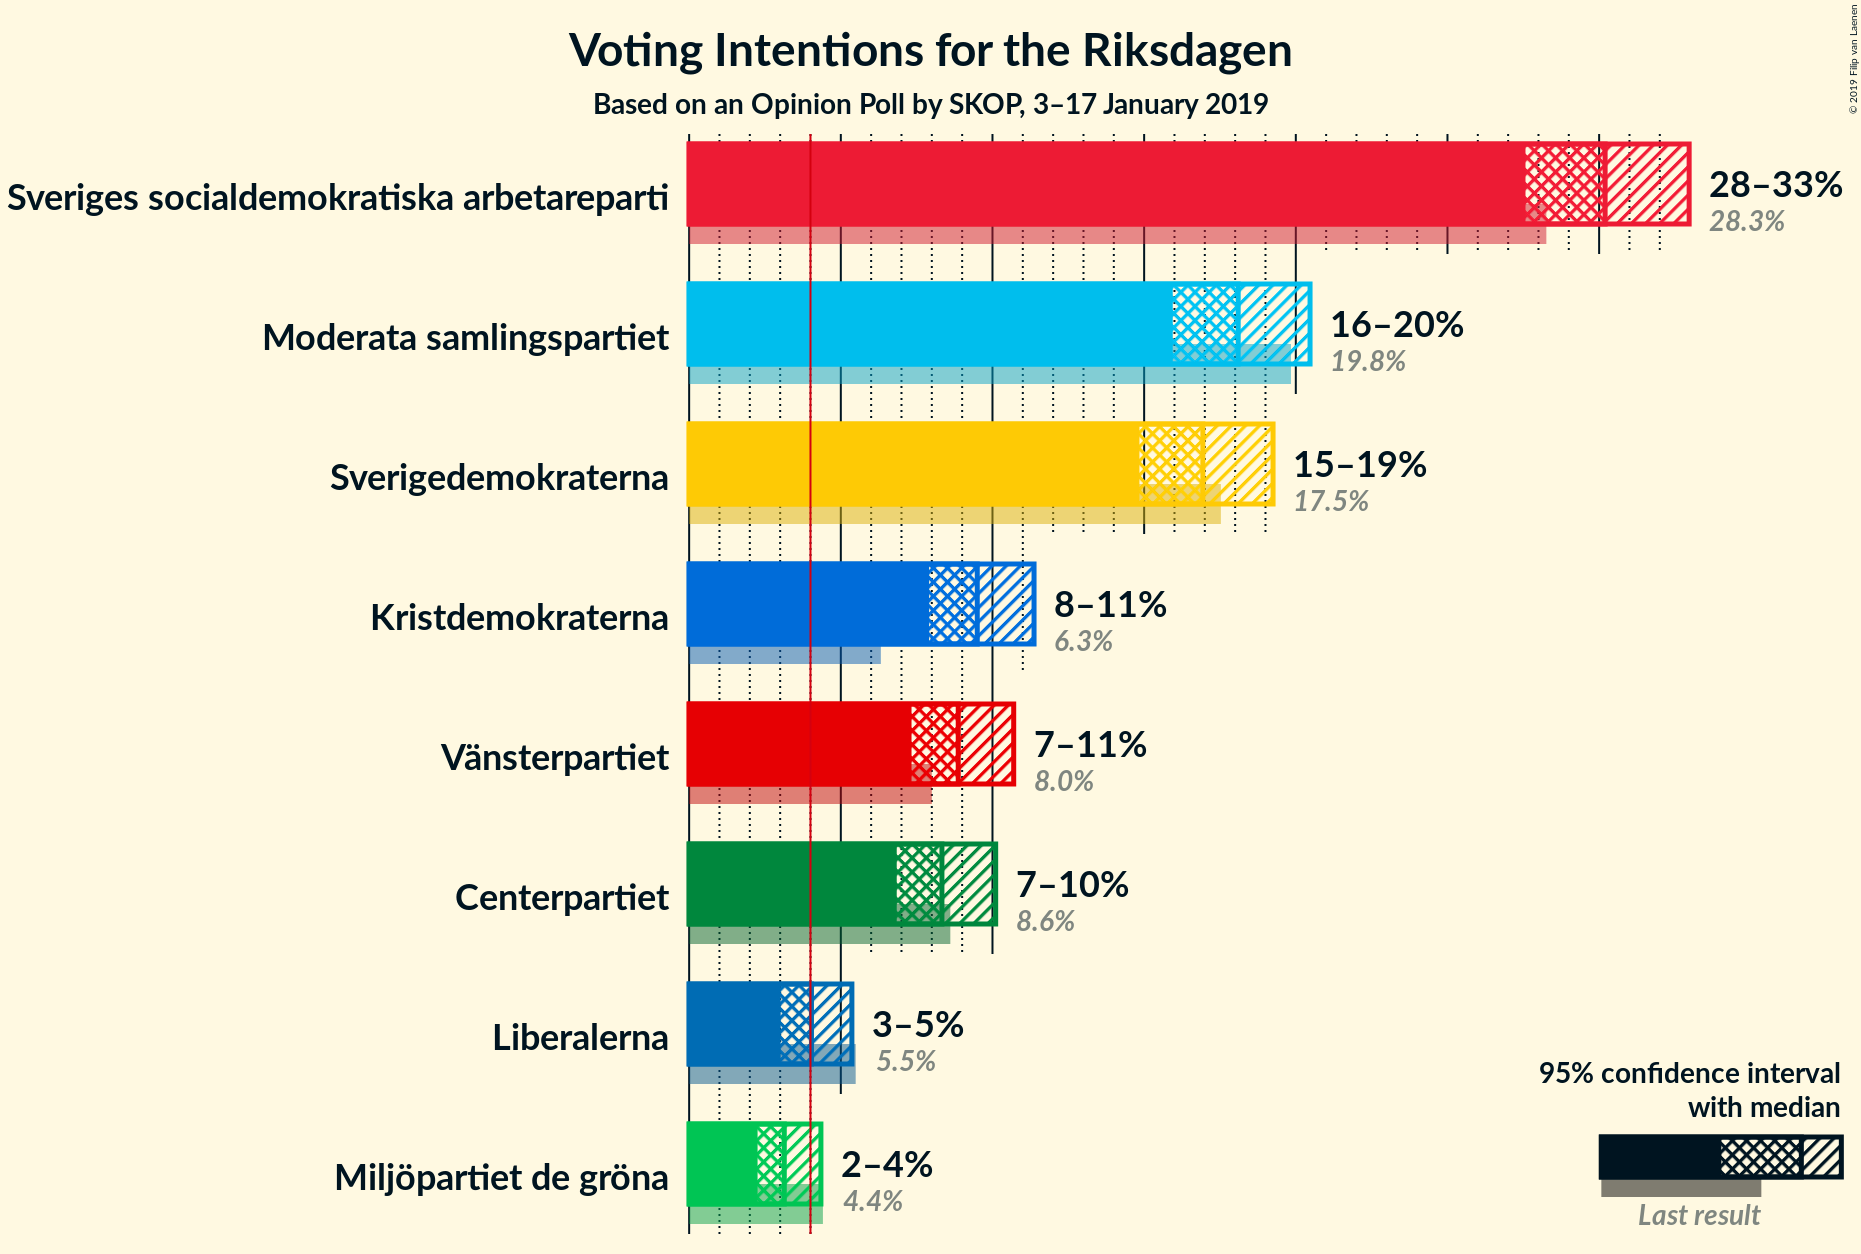 Voting Intentions for the Riksdagen
Based on an Opinion Poll by SKOP, 3–17 January 2019
© 2019 Filip van Laenen
Sveriges socialdemokratiska arbetareparti
28–33%
28.3%
Moderata samlingspartiet
16–20%
19.8%
Sverigedemokraterna
15–19%
17.5%
Kristdemokraterna
8–11%
6.3%
Vänsterpartiet
7–11%
8.0%
Centerpartiet
7–10%
8.6%
Liberalerna
3–5%
5.5%
Miljöpartiet de gröna
2–4%
4.4%
95% confidence interval
with median
Last result